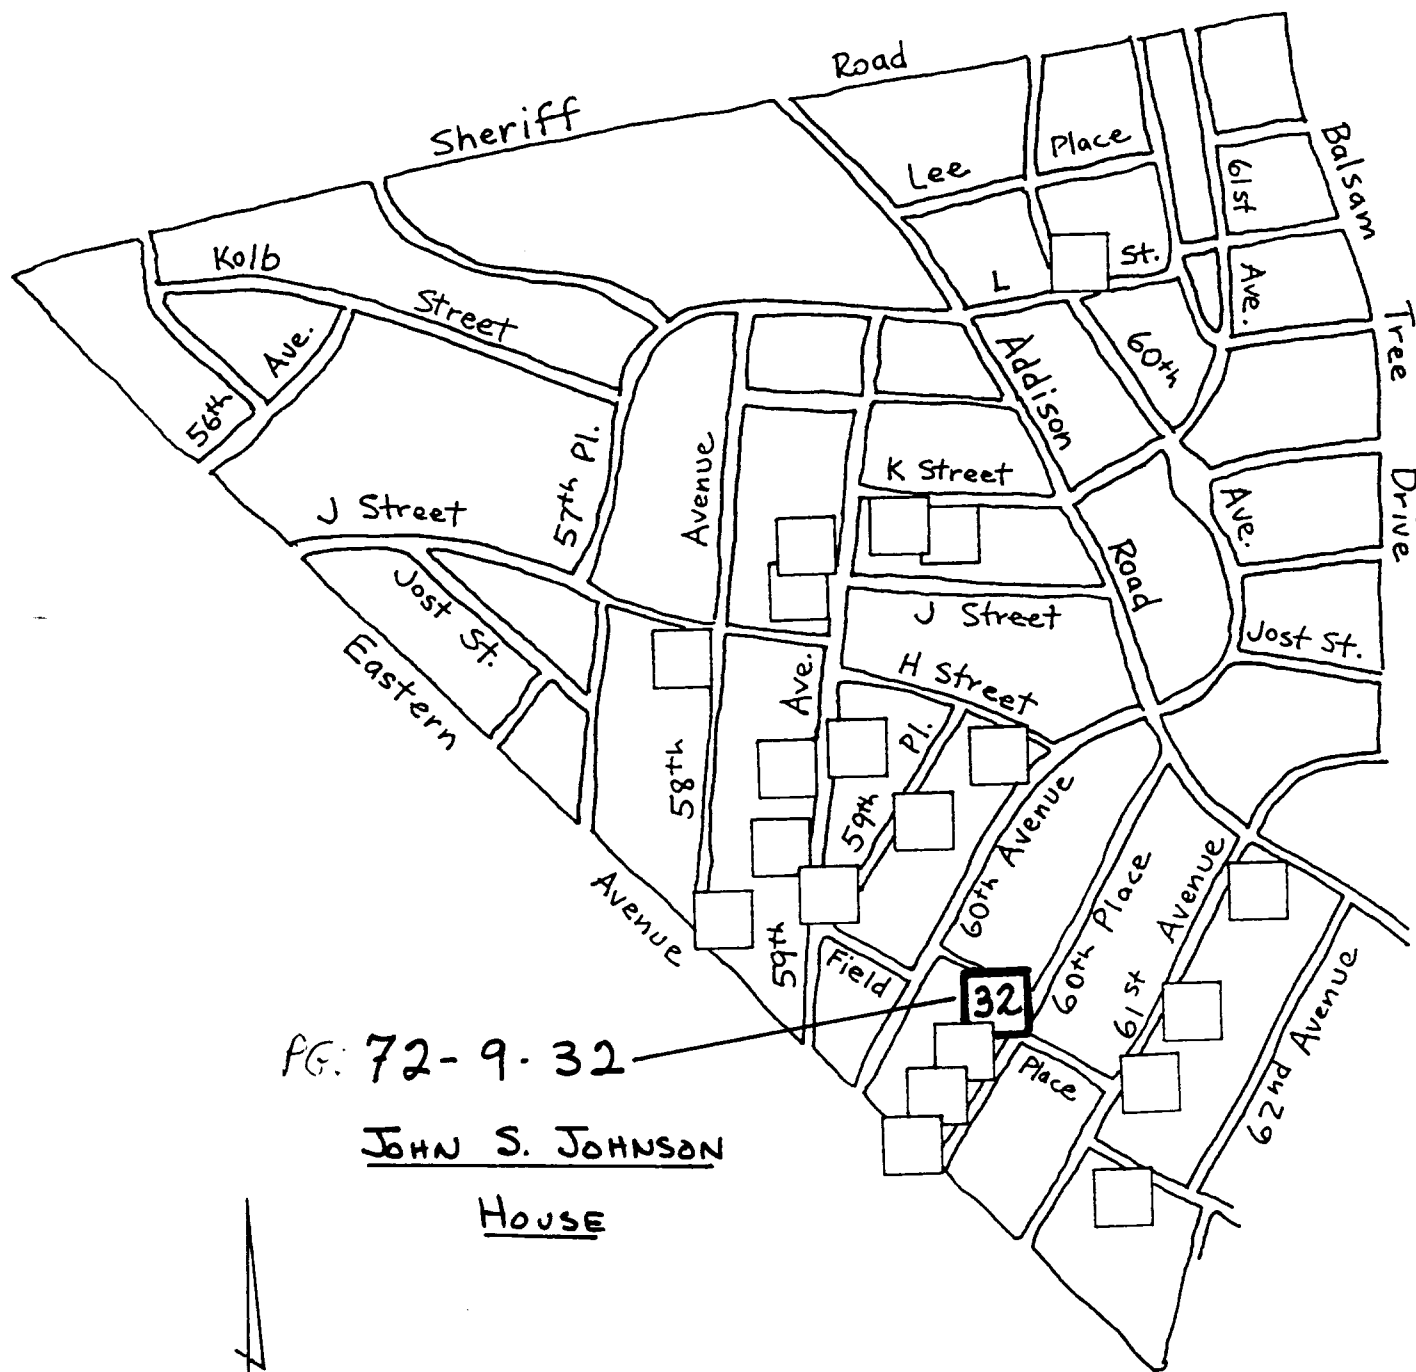 Sheriff Road
Lee Place
Balsam Tree Drive
61st Ave.
L St.
Kolb Street
56th Ave.
Addison Road
60th Ave.
57th Pl.
58th Avenue
K Street
J Street
J Street
Jost St.
Jost St.
H Street
59th Ave.
59th Pl.
60th Avenue
60th Place
61st Avenue
62nd Avenue
Eastern Avenue
Field Place
32
PG: 72-9-32
JOHN S. JOHNSON
HOUSE